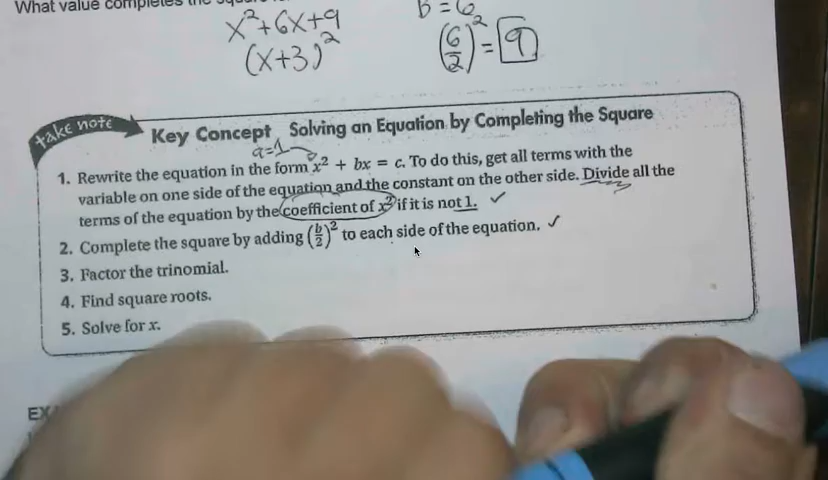 What value completes the
x²+6x+9
b = 6
(x+3)²
(6/2)² = 9
take note
Key Concept Solving an Equation by Completing the Square
a=1
1. Rewrite the equation in the form x² + bx = c. To do this, get all terms with the
variable on one side of the equation and the constant on the other side. Divide all the
terms of the equation by the coefficient of x² if it is not 1. ✓
2. Complete the square by adding (b/2)² to each side of the equation. ✓
3. Factor the trinomial.
4. Find square roots.
5. Solve for x.
EX